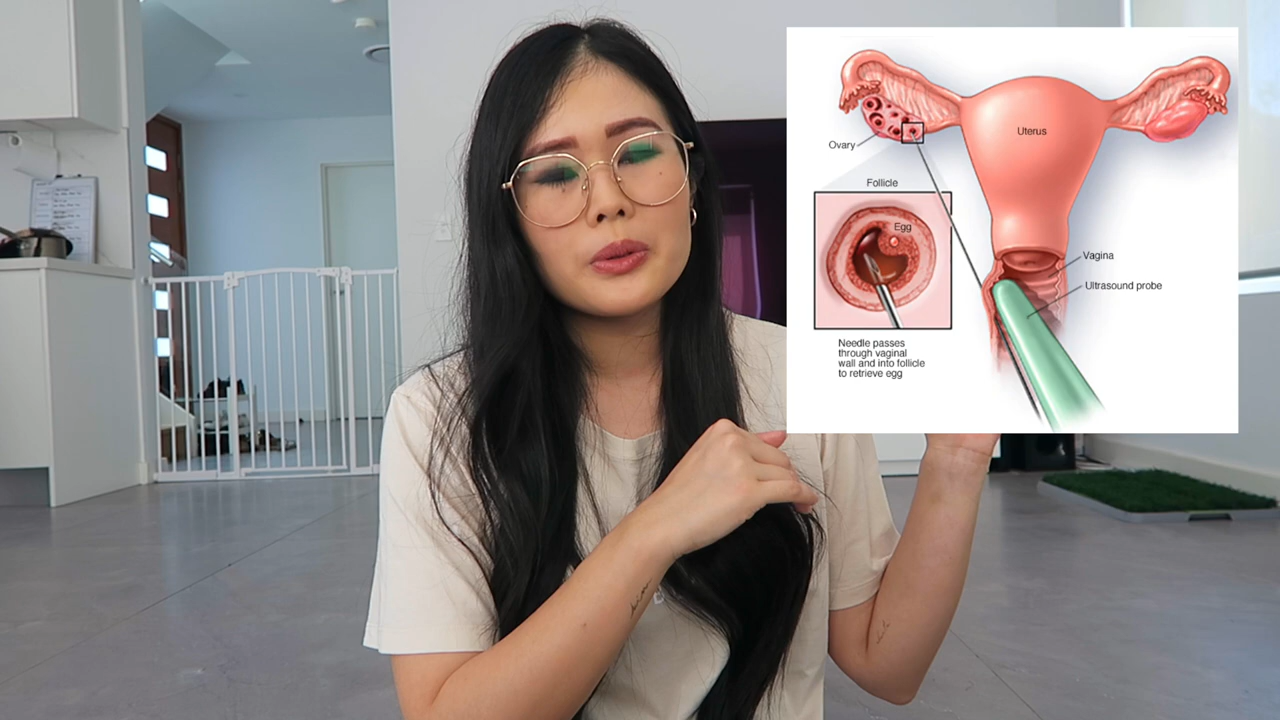 Uterus
Ovary
Follicle
Egg
Vagina
Ultrasound probe
Needle passes
through vaginal
wall and into follicle
to retrieve egg